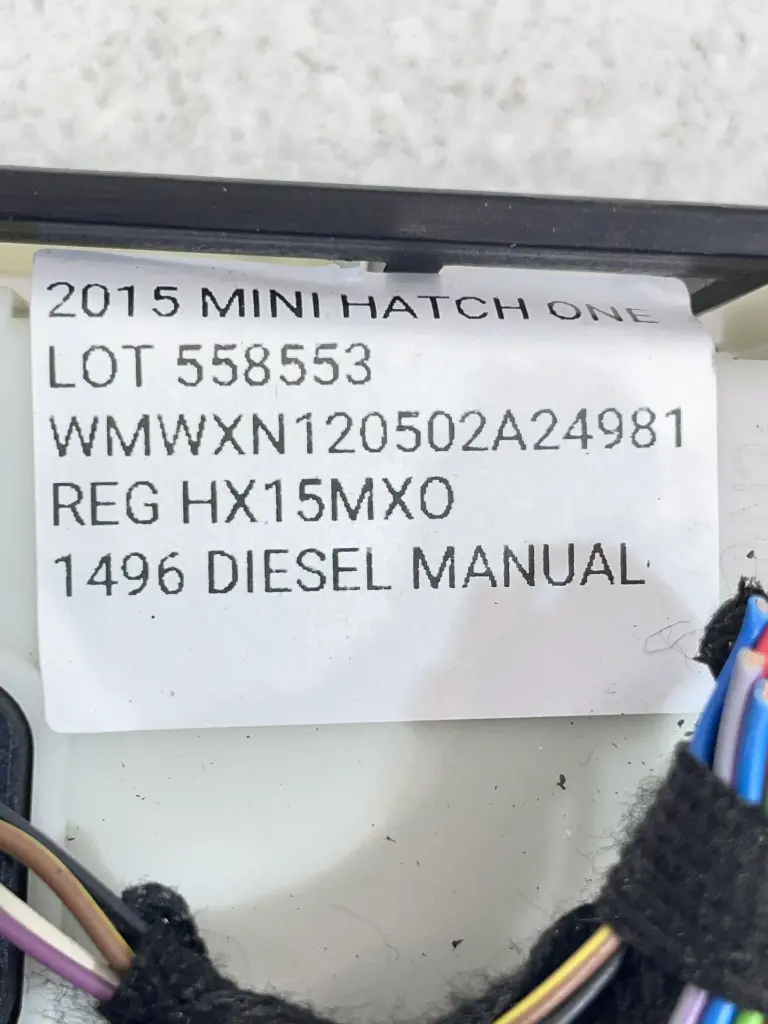 2015 MINI HATCH ONE
LOT 558553
WMWXN120502A24981
REG HX15MXO
1496 DIESEL MANUAL